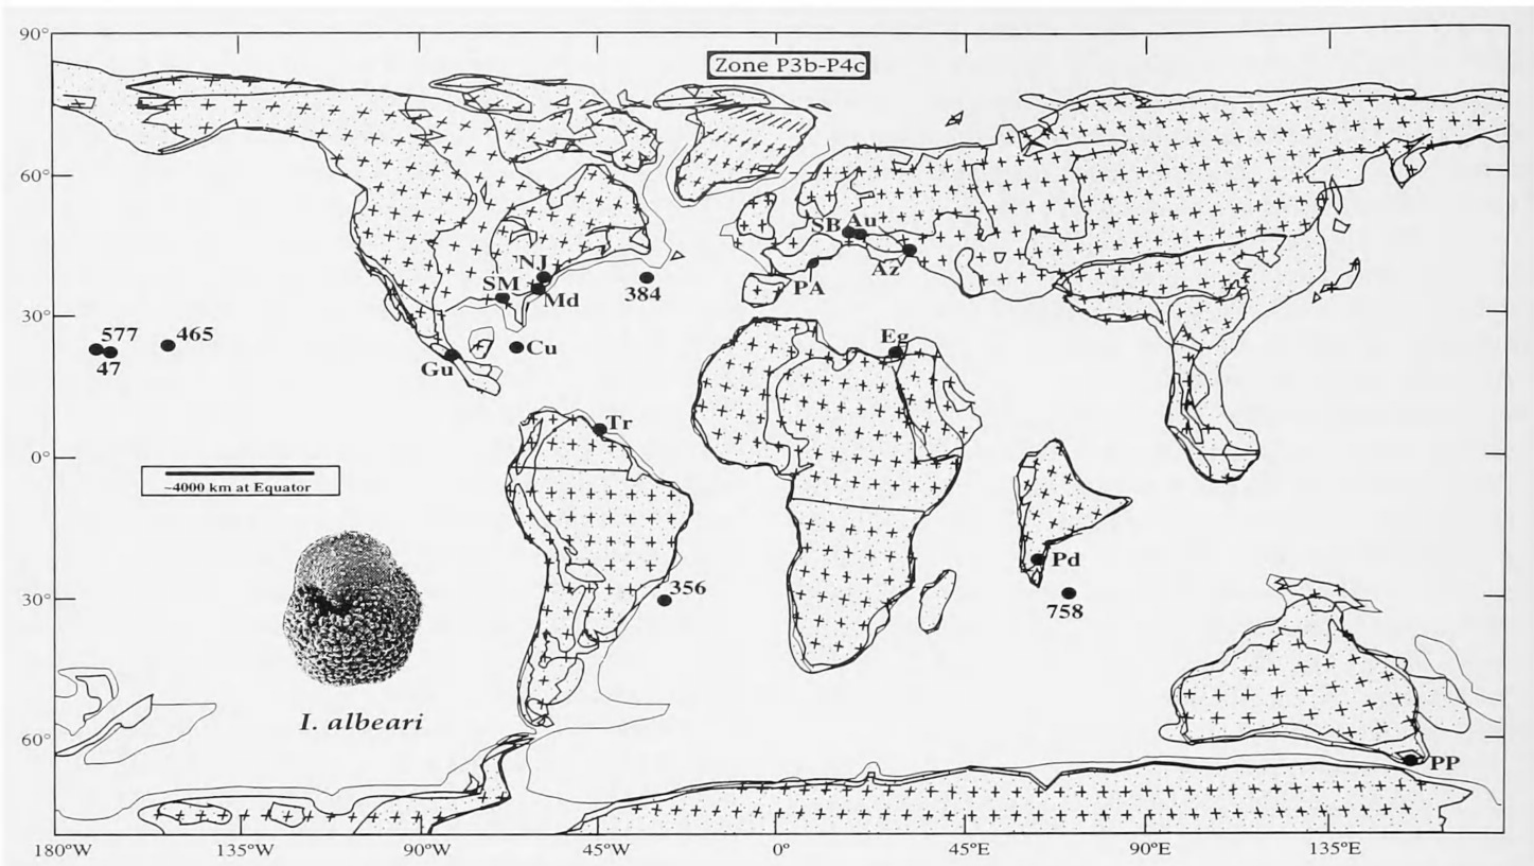 90°
Zone P3b-P4c
60°
SB Au
NJ
Az
SM
PA
Md
384
30°
577
465
Eg
Cu
47
Gu
Tr
0°
~4000 km at Equator
Pd
356
30°
758
I. albeari
60°
PP
180°W 135°W 90°W 45°W 0° 45°E 90°E 135°E